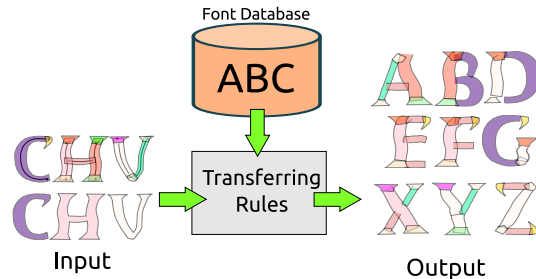 Font Database
ABC
CHV
CHV
Input
Transferring
Rules
ABD
EFG
XYZ
Output